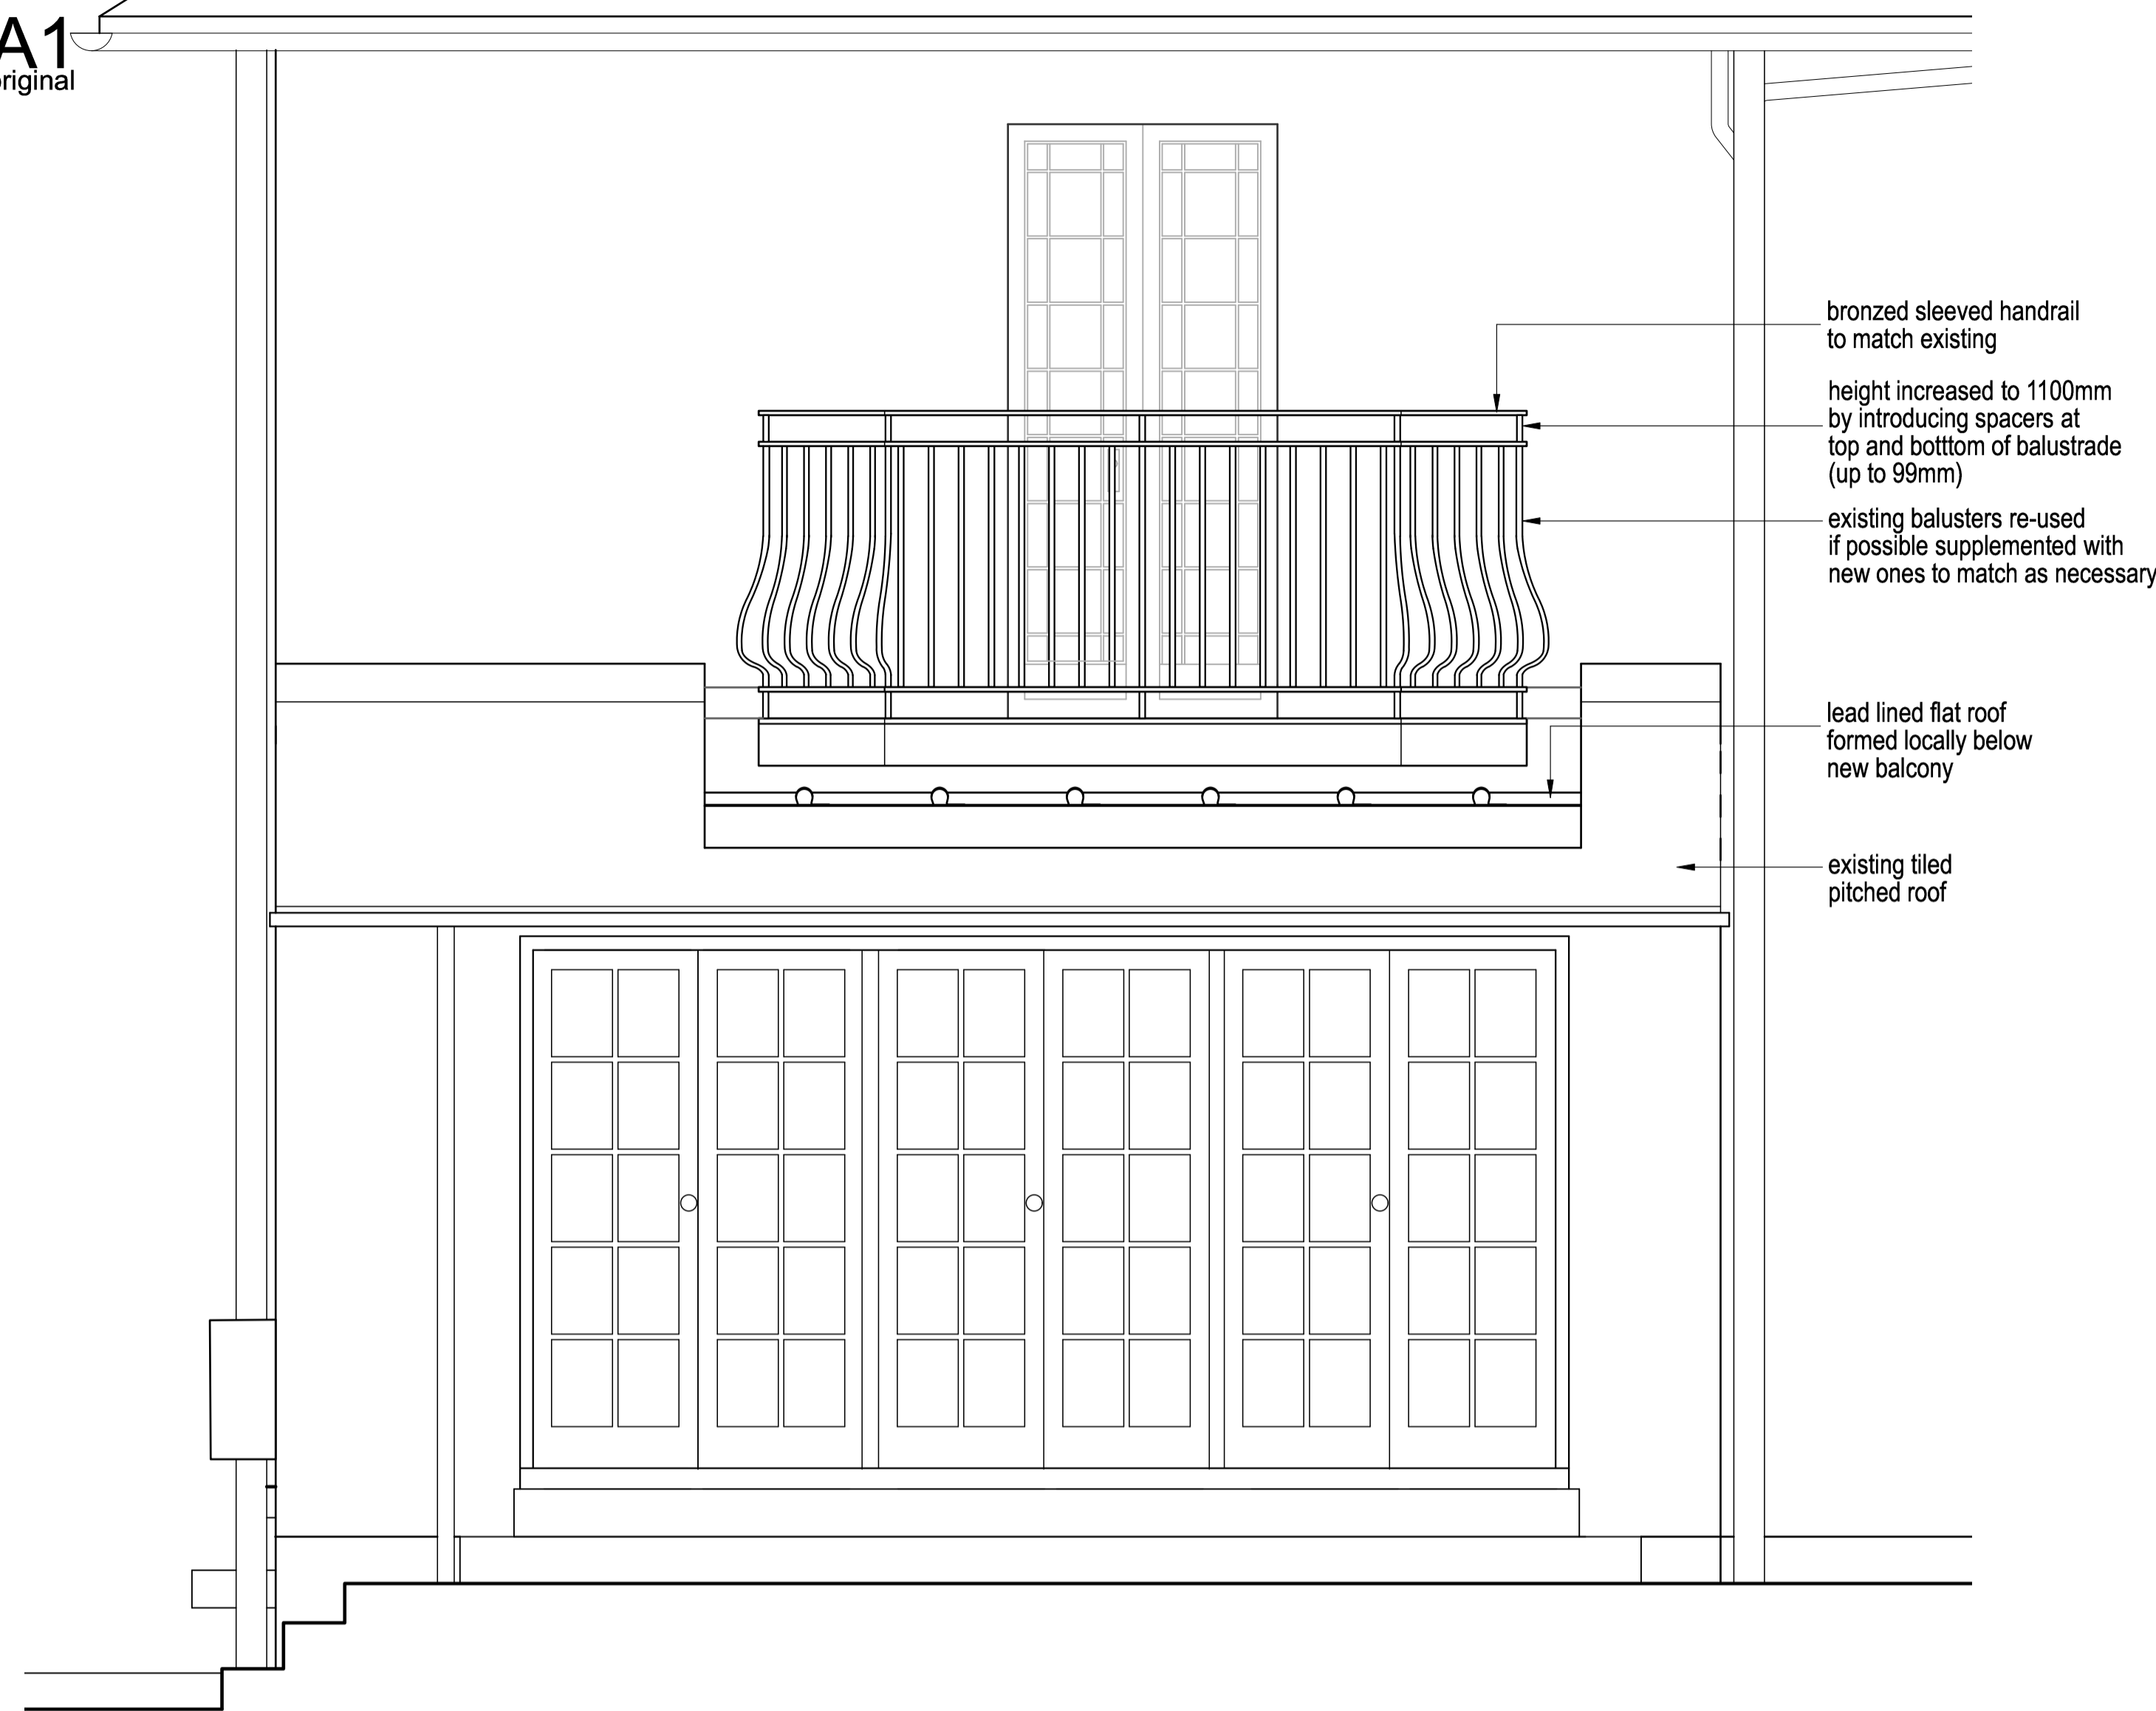 A1
original
bronzed sleeved handrail
to match existing
height increased to 1100mm
by introducing spacers at
top and botttom of balustrade
(up to 99mm)
existing balusters re-used
if possible supplemented with
new ones to match as necessary
lead lined flat roof
formed locally below
new balcony
existing tiled
pitched roof